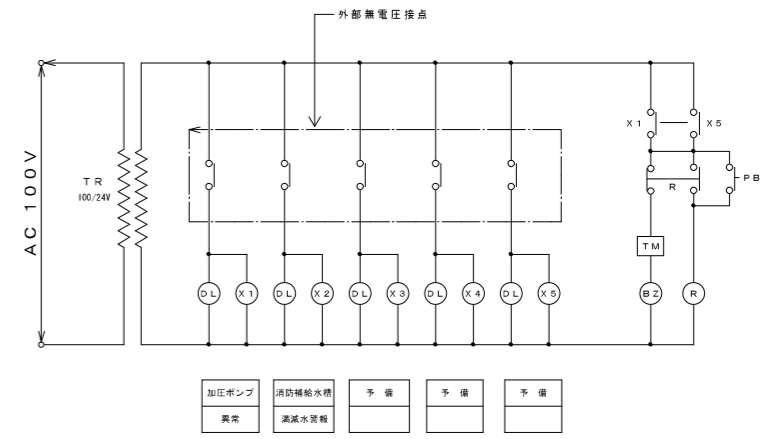 外部無電圧接点
AC 100V
TR
100/24V
X1
X5
R
PB
TM
DL
X1
DL
X2
DL
X3
DL
X4
DL
X5
BZ
R
加圧ポンプ
異常
消防補給水槽
満減水警報
予 備
予 備
予 備